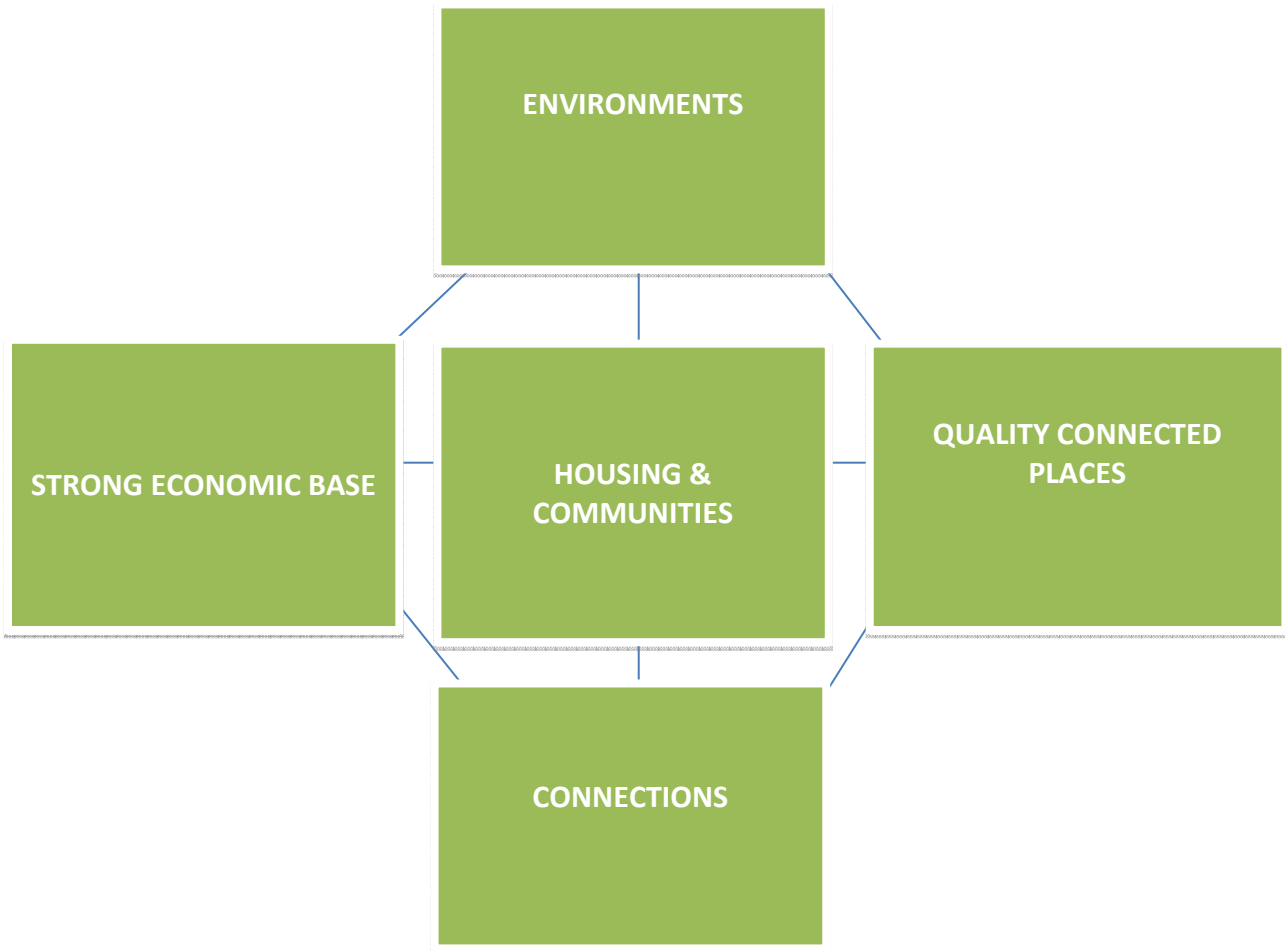 ENVIRONMENTS
STRONG ECONOMIC BASE
HOUSING &
COMMUNITIES
QUALITY CONNECTED
PLACES
CONNECTIONS